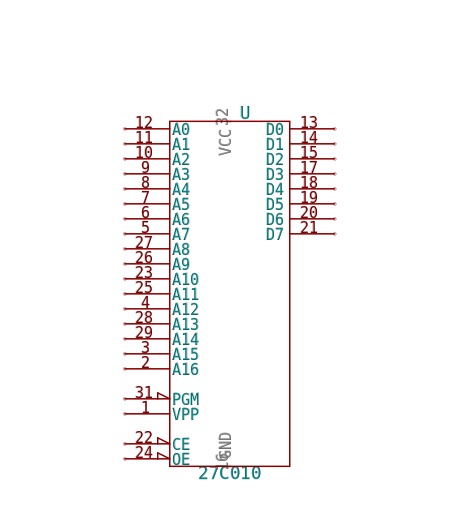 U
VCC 32
12 A0 D0 13
11 A1 D1 14
10 A2 D2 15
9 A3 D3 17
8 A4 D4 18
7 A5 D5 19
6 A6 D6 20
5 A7 D7 21
27 A8
26 A9
23 A10
25 A11
4 A12
28 A13
29 A14
3 A15
2 A16
31 PGM
1 VPP
22 CE
24 OE
16 GND
27C010